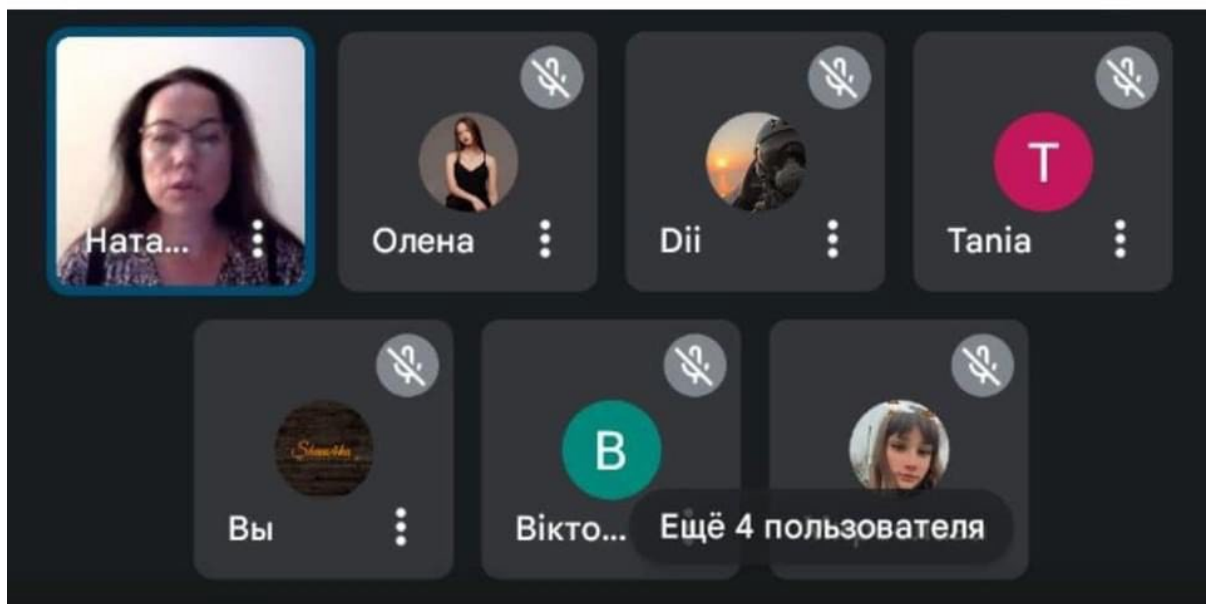 Ната...
Олена
Dii
T
Tania
Вы
В
Вікто...
Ещё 4 пользователя